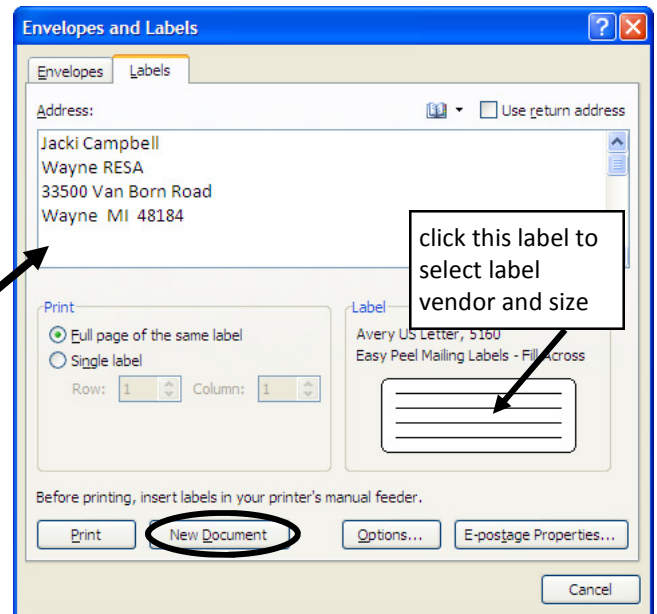 Envelopes and Labels
Envelopes Labels
Address:
Use return address
Jacki Campbell
Wayne RESA
33500 Van Born Road
Wayne MI 48184
click this label to
select label
vendor and size
Print
Full page of the same label
Single label
Row: 1 Column: 1
Label
Avery US Letter, 5160
Easy Peel Mailing Labels - Fill Across
Before printing, insert labels in your printer's manual feeder.
Print New Document Options... E-postage Properties...
Cancel